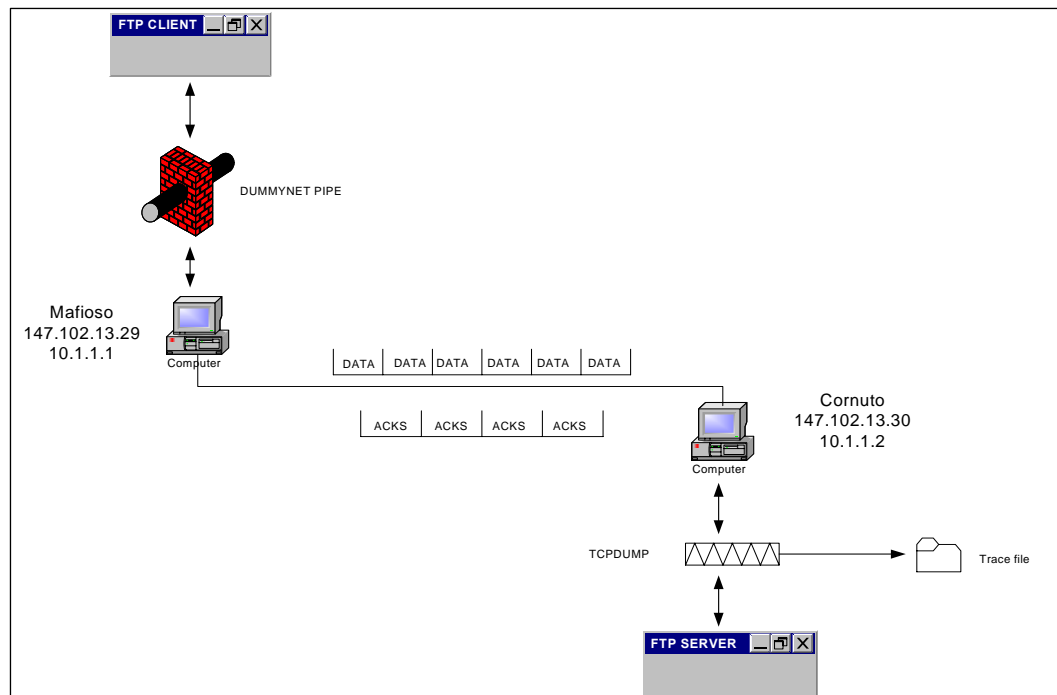 FTP CLIENT
DUMMYNET PIPE
Mafioso
147.102.13.29
10.1.1.1
Computer
DATA DATA DATA DATA DATA DATA
ACKS ACKS ACKS ACKS
Cornuto
147.102.13.30
10.1.1.2
Computer
TCPDUMP
Trace file
FTP SERVER